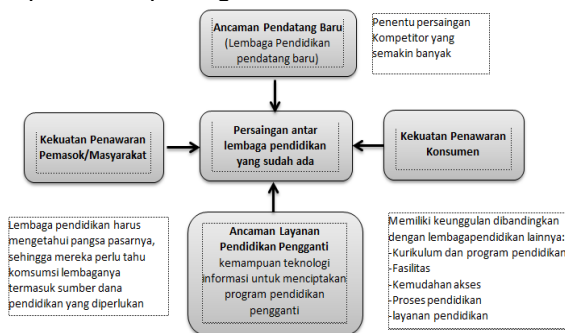 Ancaman Pendatang Baru
(Lembaga Pendidikan
pendatang baru)
Penentu persaingan
Kompetitor yang
semakin banyak
Kekuatan Penawaran
Pemasok/Masyarakat
Persaingan antar
lembaga pendidikan
yang sudah ada
Kekuatan Penawaran
Konsumen
Lembaga pendidikan harus
mengetahui pangsa pasarnya,
sehingga mereka perlu tahu
komsumsi lembaganya
termasuk sumber dana
pendidikan yang diperlukan
Ancaman Layanan
Pendidikan Pengganti
kemampuan teknologi
informasi untuk menciptakan
program pendidikan
pengganti
Memiliki keunggulan dibandingkan
dengan lembagapendidikan lainnya:
-Kurikulum dan program pendidikan
-Fasilitas
-Kemudahan akses
-Proses pendidikan
-layanan pendidikan